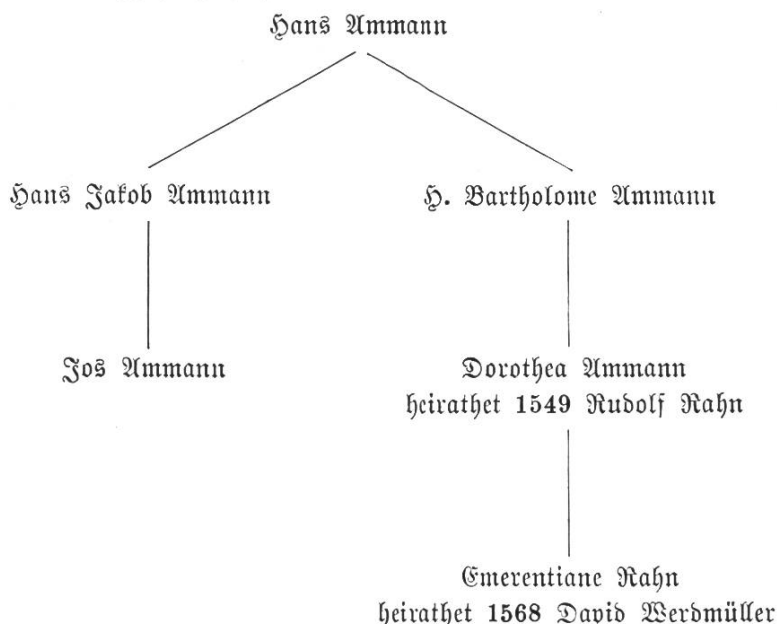 Hans Ammann
Hans Jakob Ammann
H. Bartholome Ammann
Jos Ammann
Dorothea Ammann
heirathet 1549 Rudolf Rahn
Emerentiane Rahn
heirathet 1568 David Werdmüller